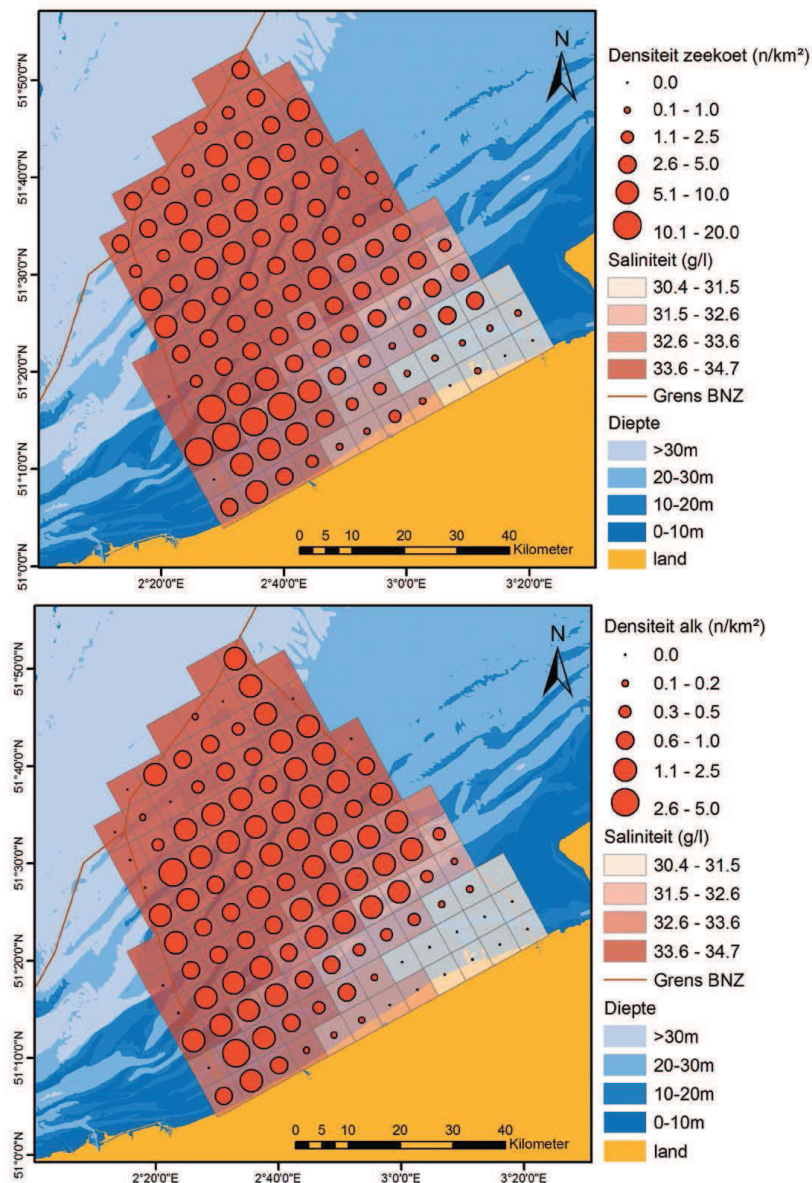 N
51°50'0"N
51°40'0"N
51°30'0"N
51°20'0"N
51°10'0"N
51°0'0"N
2°20'0"E
2°40'0"E
3°0'0"E
3°20'0"E
0 5 10 20 30 40
Kilometer
Densiteit zeekoet (n/km²)
0.0
0.1 - 1.0
1.1 - 2.5
2.6 - 5.0
5.1 - 10.0
10.1 - 20.0
Saliniteit (g/l)
30.4 - 31.5
31.5 - 32.6
32.6 - 33.6
33.6 - 34.7
Grens BNZ
Diepte
>30m
20-30m
10-20m
0-10m
land
N
51°50'0"N
51°40'0"N
51°30'0"N
51°20'0"N
51°10'0"N
51°0'0"N
2°20'0"E
2°40'0"E
3°0'0"E
3°20'0"E
0 5 10 20 30 40
Kilometer
Densiteit alk (n/km²)
0.0
0.1 - 0.2
0.3 - 0.5
0.6 - 1.0
1.1 - 2.5
2.6 - 5.0
Saliniteit (g/l)
30.4 - 31.5
31.5 - 32.6
32.6 - 33.6
33.6 - 34.7
Grens BNZ
Diepte
>30m
20-30m
10-20m
0-10m
land